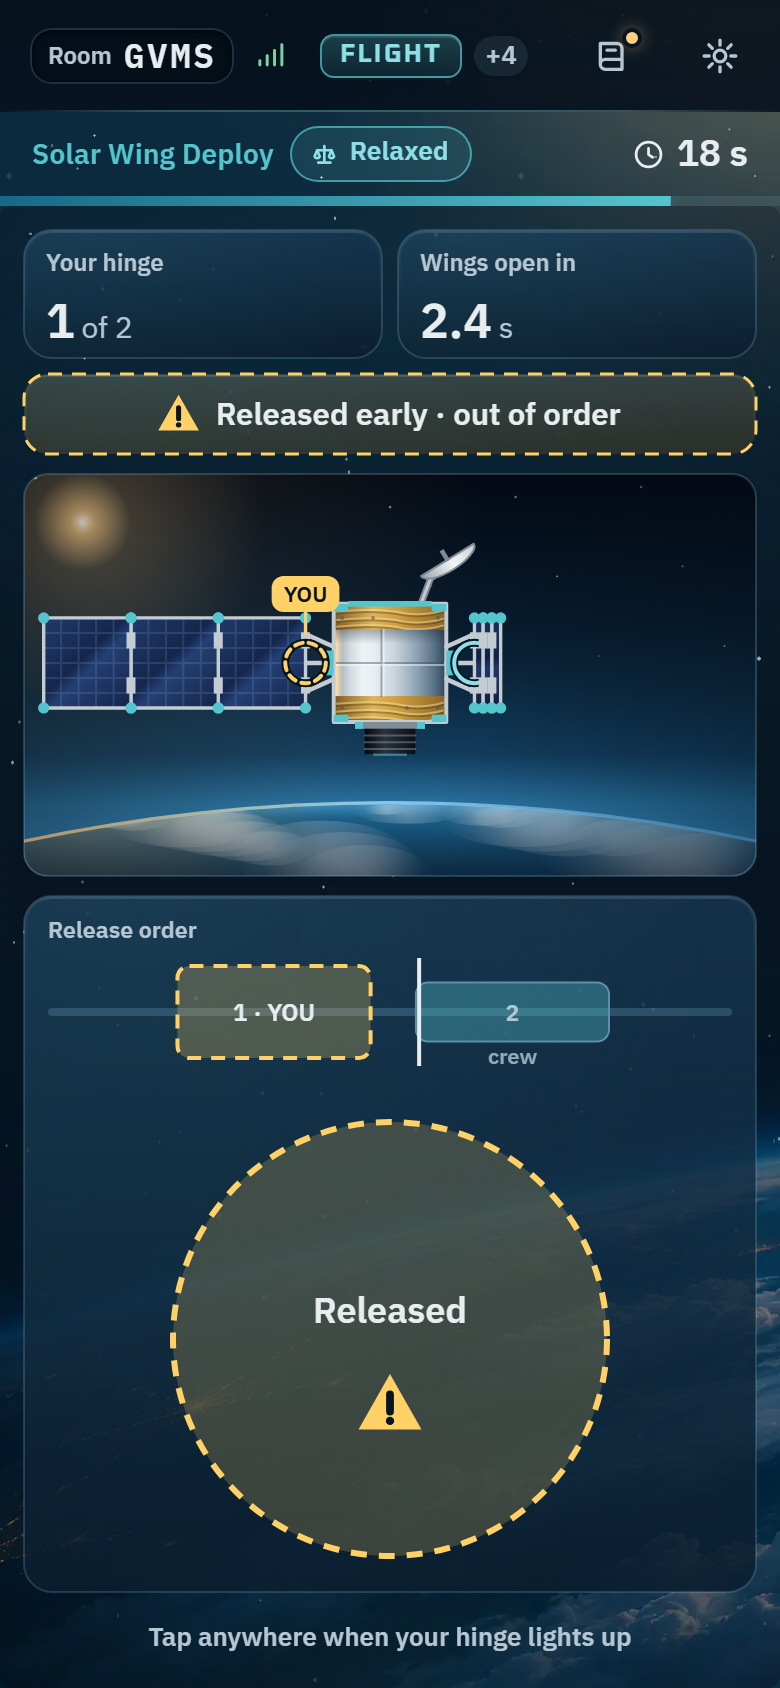 Room GVMS FLIGHT +4
Solar Wing Deploy Relaxed 18 s
Your hinge
1 of 2
Wings open in
2.4 s
Released early · out of order
YOU
Release order
1 · YOU
2
crew
Released
Tap anywhere when your hinge lights up